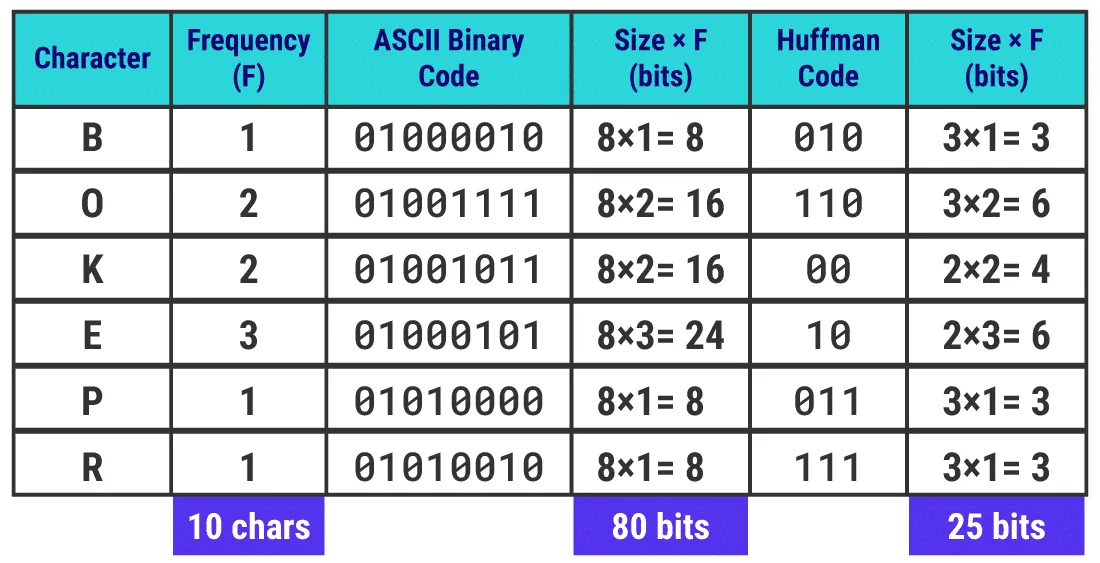 Character Frequency (F) ASCII Binary Code Size × F (bits) Huffman Code Size × F (bits)
B 1 01000010 8×1= 8 010 3×1= 3
O 2 01001111 8×2= 16 110 3×2= 6
K 2 01001011 8×2= 16 00 2×2= 4
E 3 01000101 8×3= 24 10 2×3= 6
P 1 01010000 8×1= 8 011 3×1= 3
R 1 01010010 8×1= 8 111 3×1= 3
10 chars 80 bits 25 bits